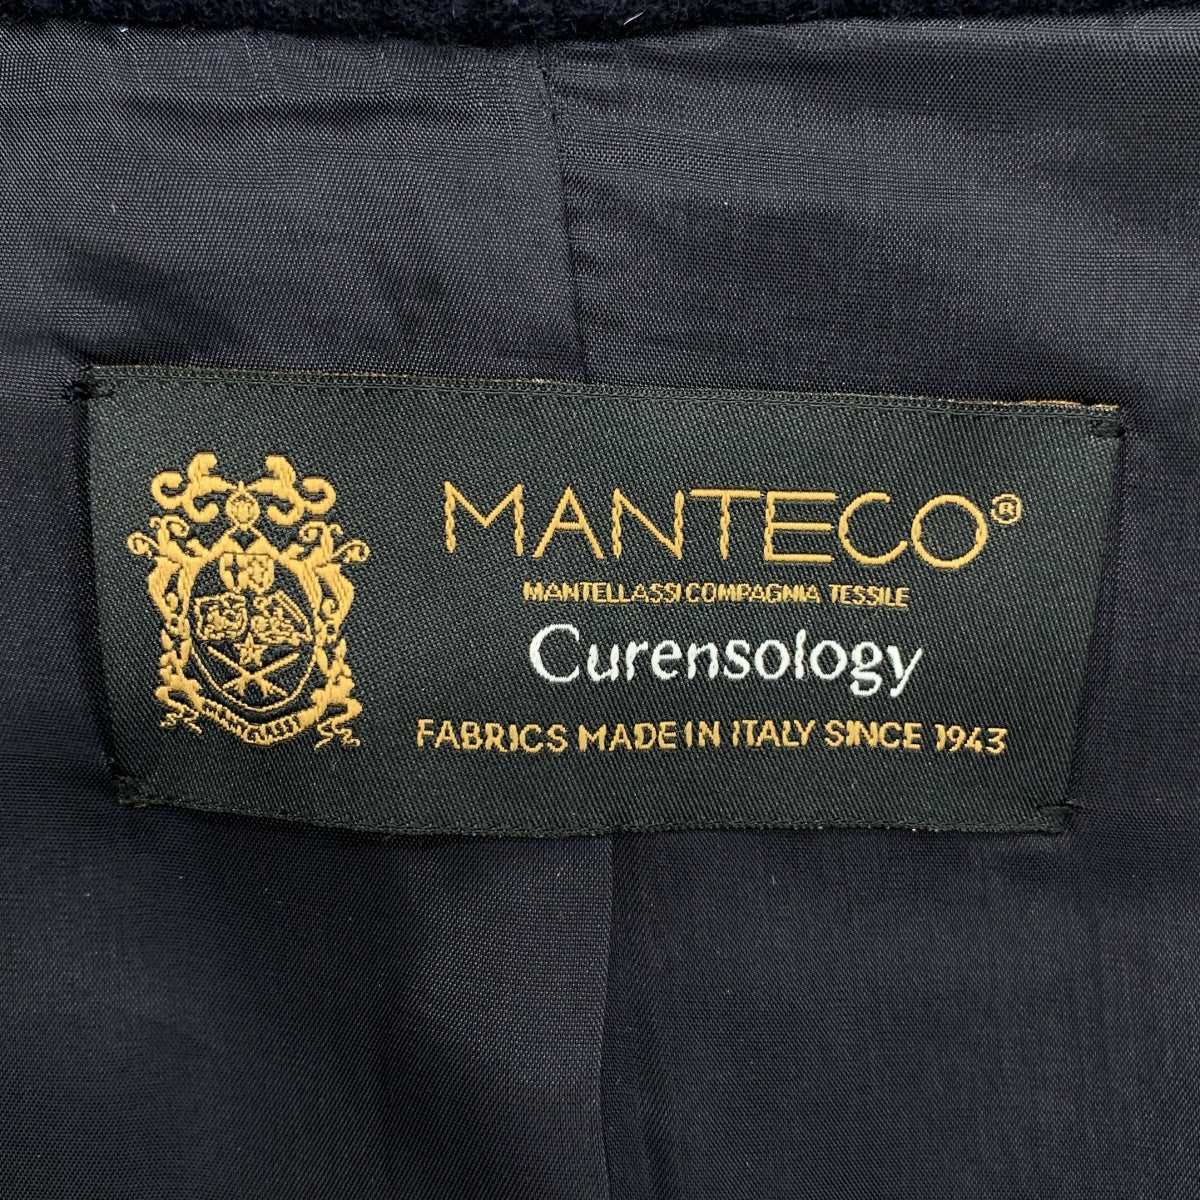 MANTECO®
MANTELLASSI COMPAGNIA TESSILE
Curensology
FABRICS MADE IN ITALY SINCE 1943